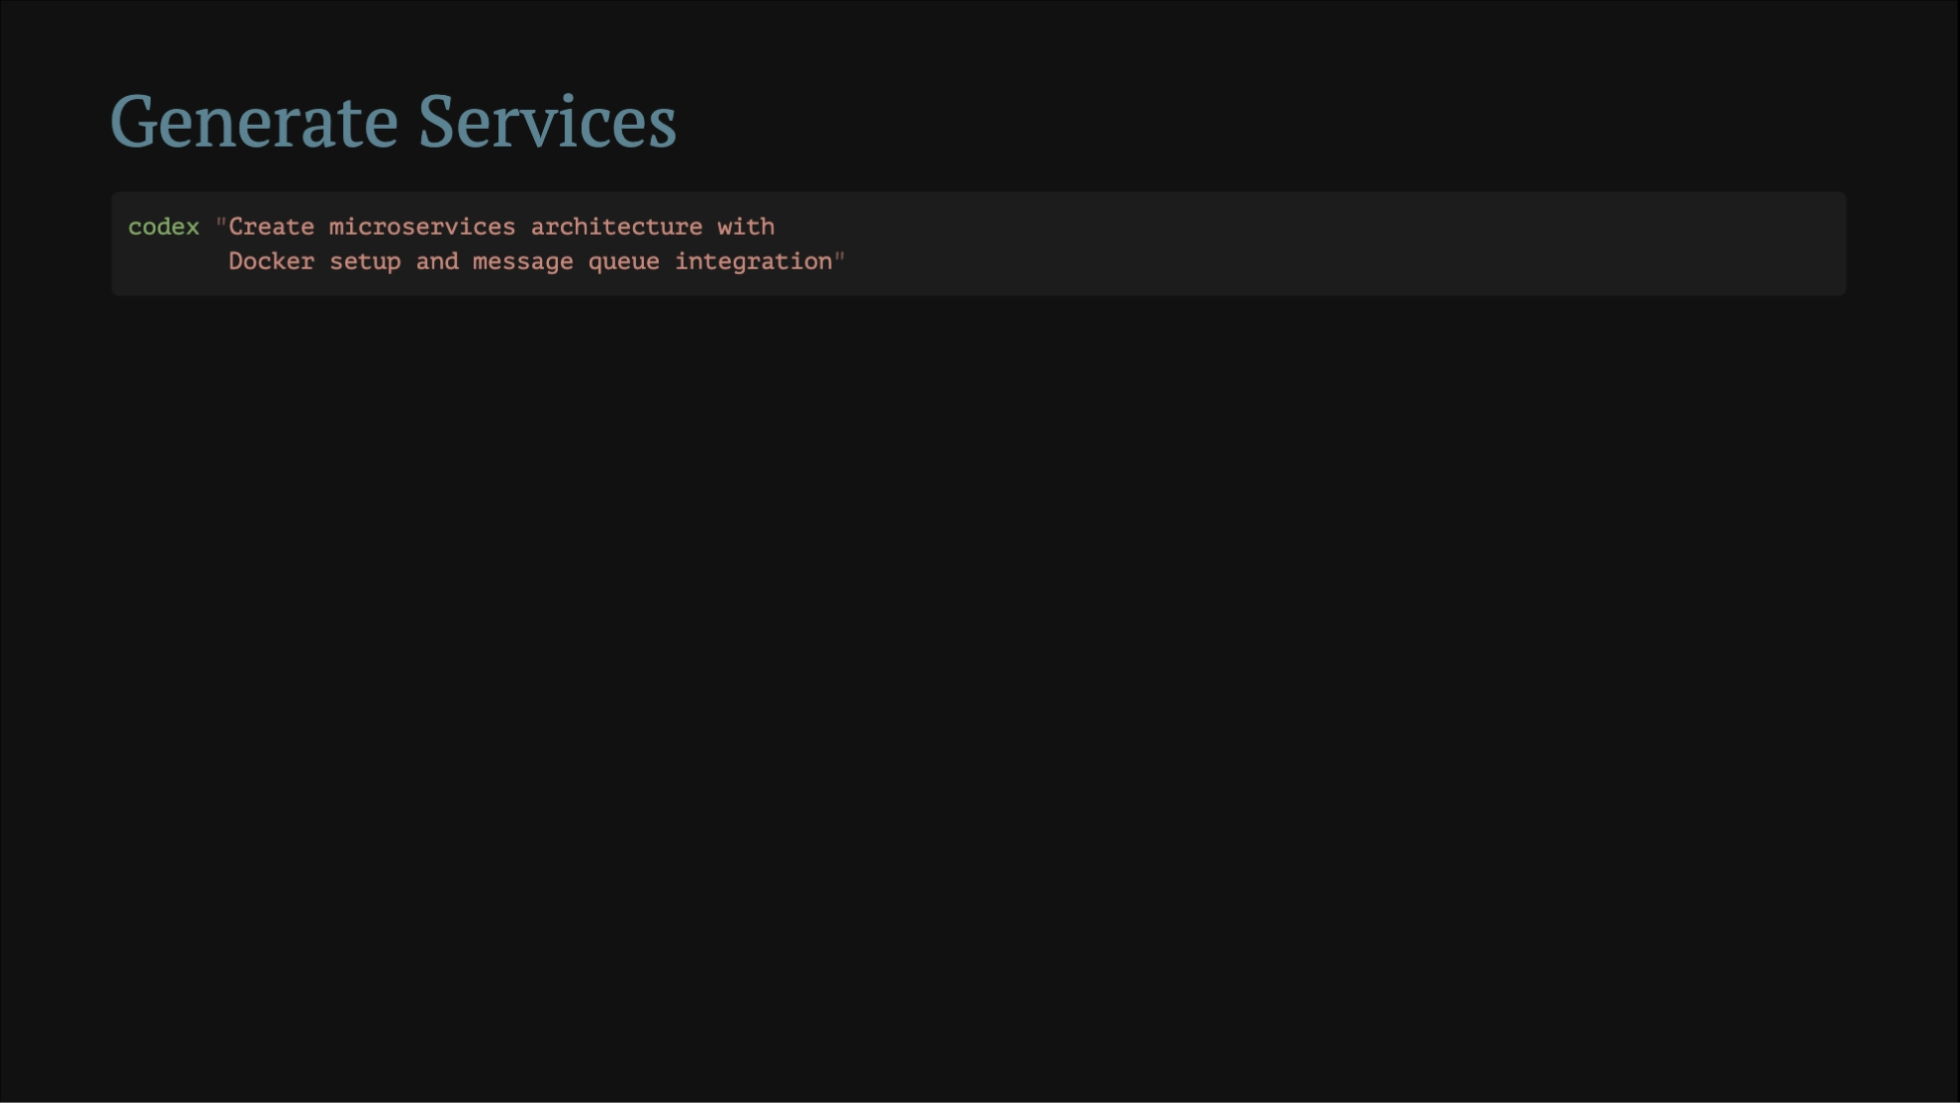 Generate Services
codex "Create microservices architecture with
Docker setup and message queue integration"